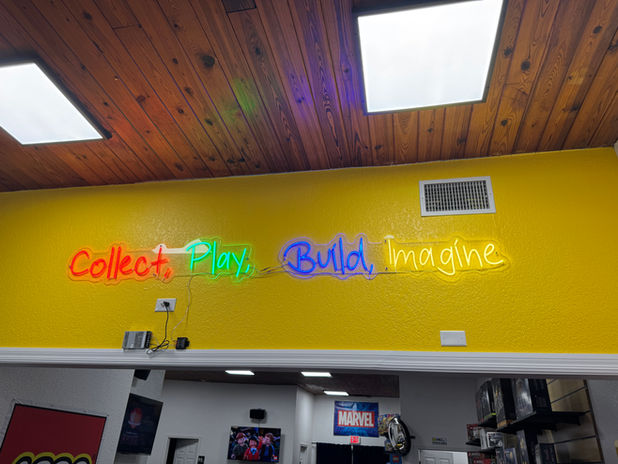 Collect, Play, Build, Imagine
MARVEL